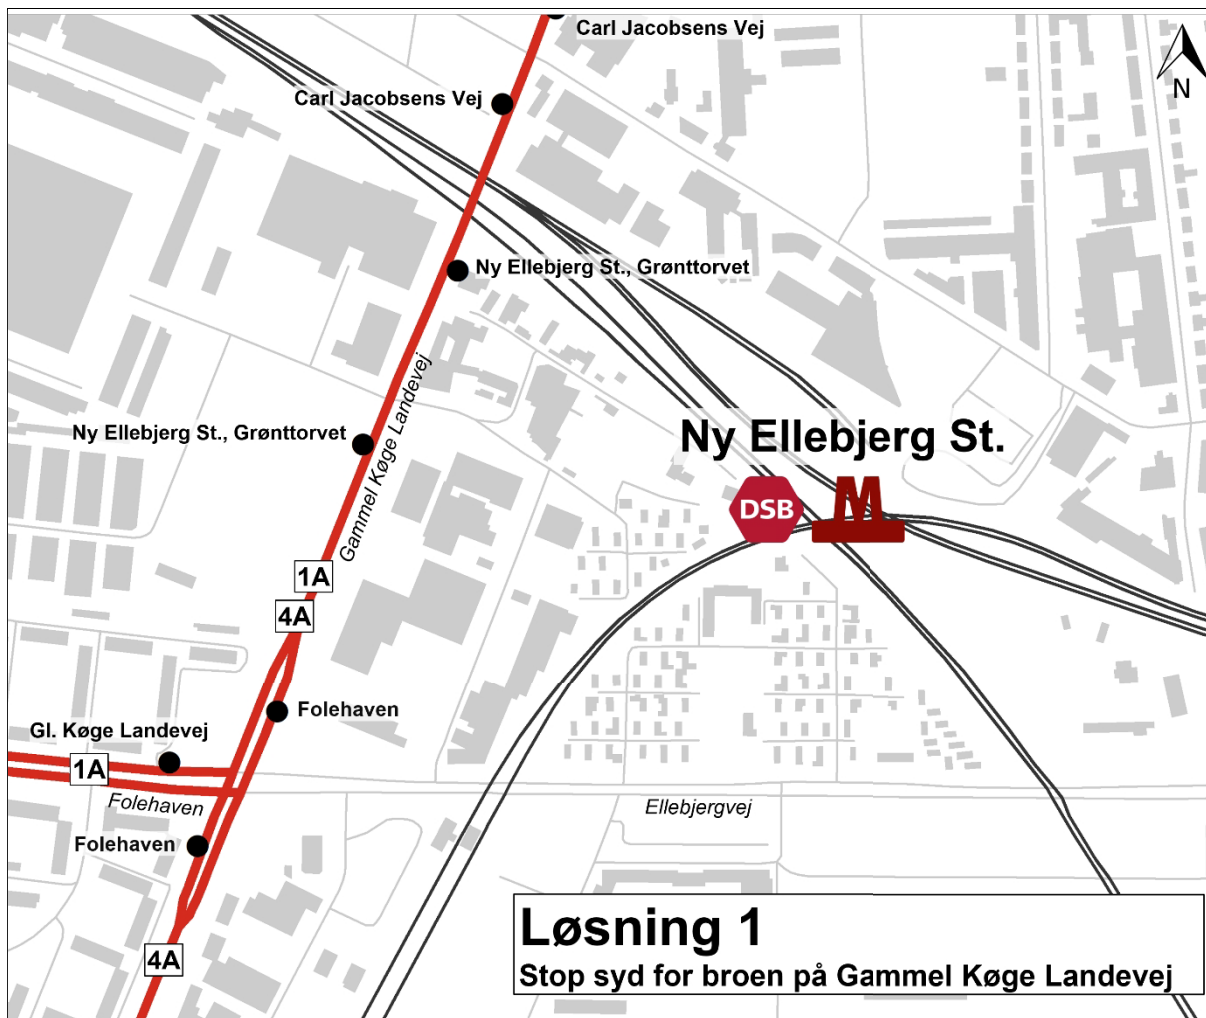 Carl Jacobsens Vej
Carl Jacobsens Vej
N
Ny Ellebjerg St., Grønttorvet
Gammel Køge Landevej
Ny Ellebjerg St., Grønttorvet
Ny Ellebjerg St.
DSB
M
1A
4A
Folehaven
Gl. Køge Landevej
1A
Folehaven
Ellebjergvej
Folehaven
4A
Løsning 1
Stop syd for broen på Gammel Køge Landevej